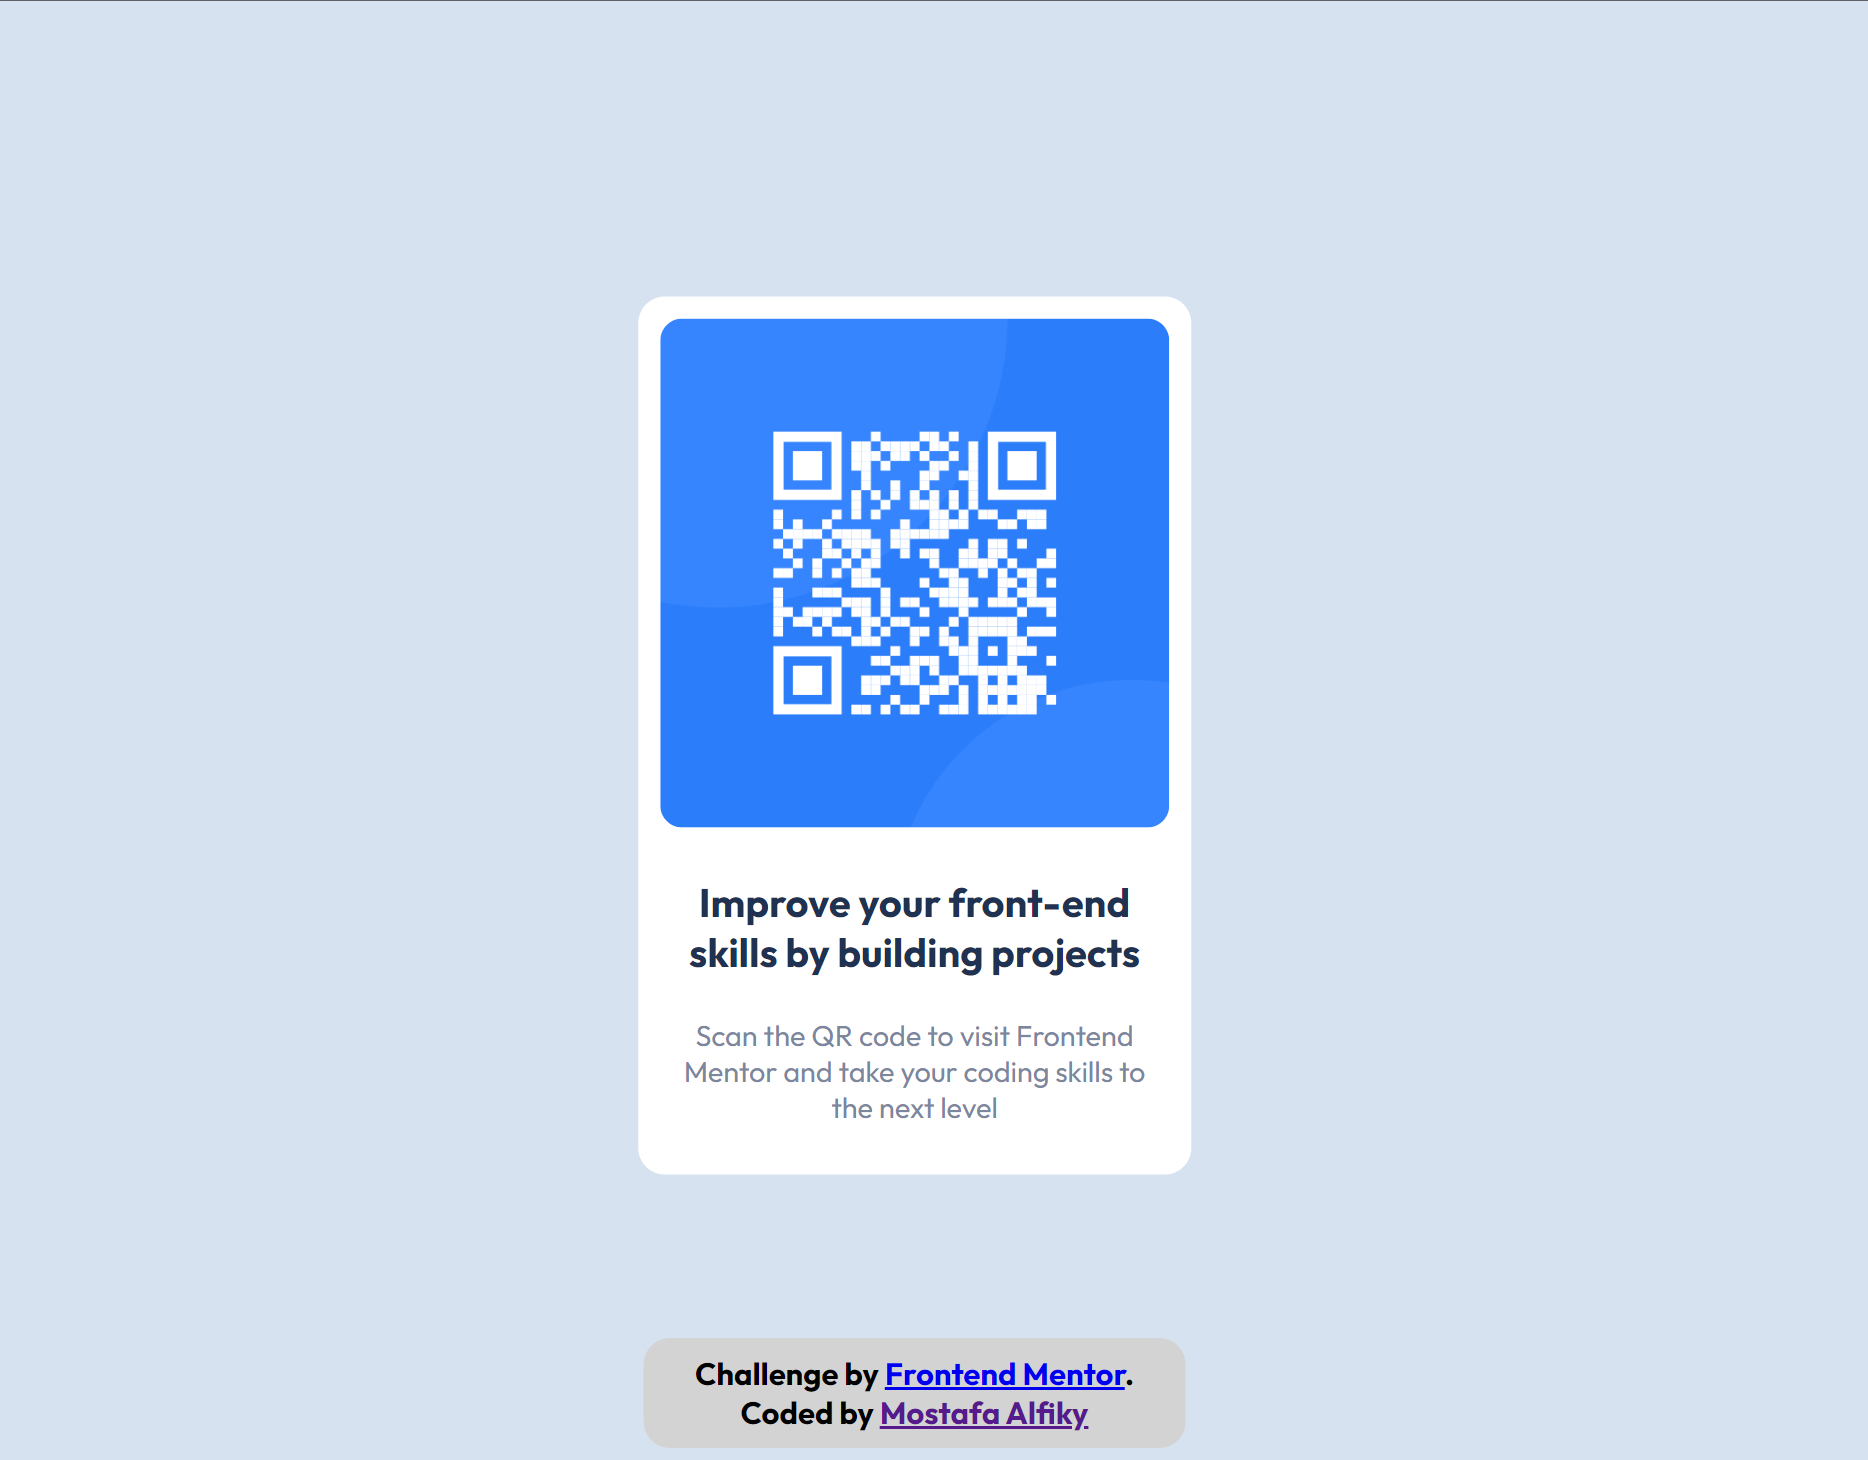 Improve your front-end
skills by building projects
Scan the QR code to visit Frontend
Mentor and take your coding skills to
the next level
Challenge by Frontend Mentor.
Coded by Mostafa Alfiky